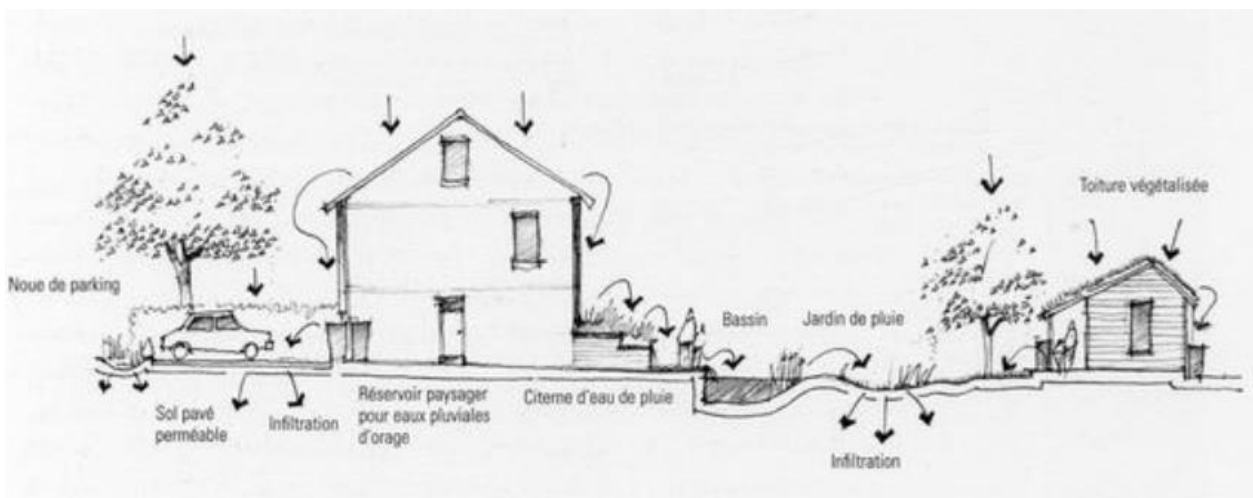 Toiture végétalisée
Noue de parking
Bassin
Jardin de pluie
Sol pavé
perméable
Infiltration
Réservoir paysager
pour eaux pluviales
d'orage
Citerne d'eau de pluie
Infiltration